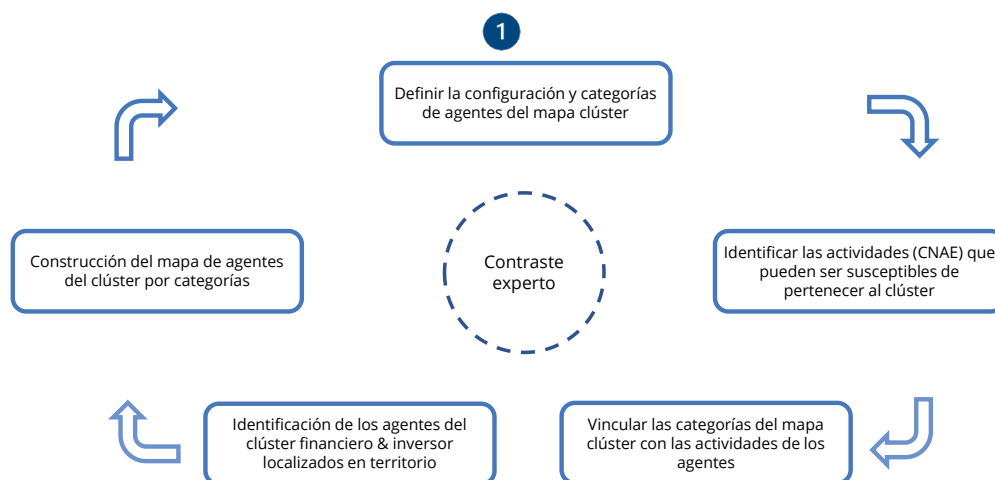 1
Definir la configuración y categorías
de agentes del mapa clúster
Construcción del mapa de agentes
del clúster por categorías
Contraste
experto
Identificar las actividades (CNAE) que
pueden ser susceptibles de
pertenecer al clúster
Identificación de los agentes del
clúster financiero & inversor
localizados en territorio
Vincular las categorías del mapa
clúster con las actividades de los
agentes